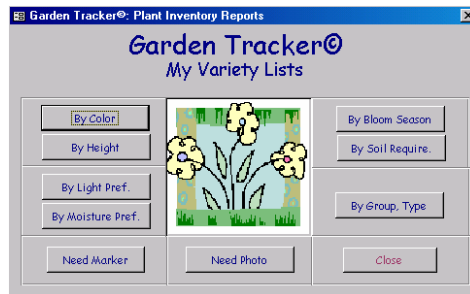 Garden Tracker©: Plant Inventory Reports
Garden Tracker©
My Variety Lists
By Color
By Height
By Light Pref.
By Moisture Pref.
By Bloom Season
By Soil Require.
By Group, Type
Need Marker
Need Photo
Close